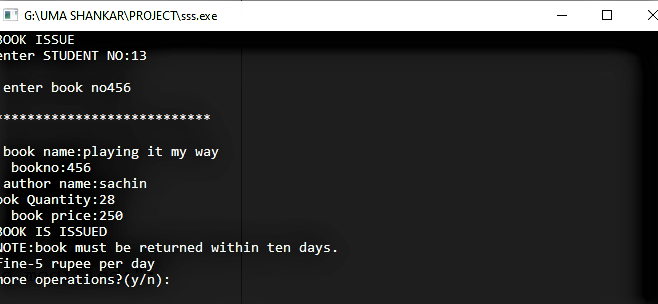 G:\UMA SHANKAR\PROJECT\sss.exe
BOOK ISSUE
enter STUDENT NO:13
enter book no456
***************************
book name:playing it my way
bookno:456
author name:sachin
ook Quantity:28
book price:250
BOOK IS ISSUED
NOTE:book must be returned within ten days.
fine-5 rupee per day
more operations?(y/n):